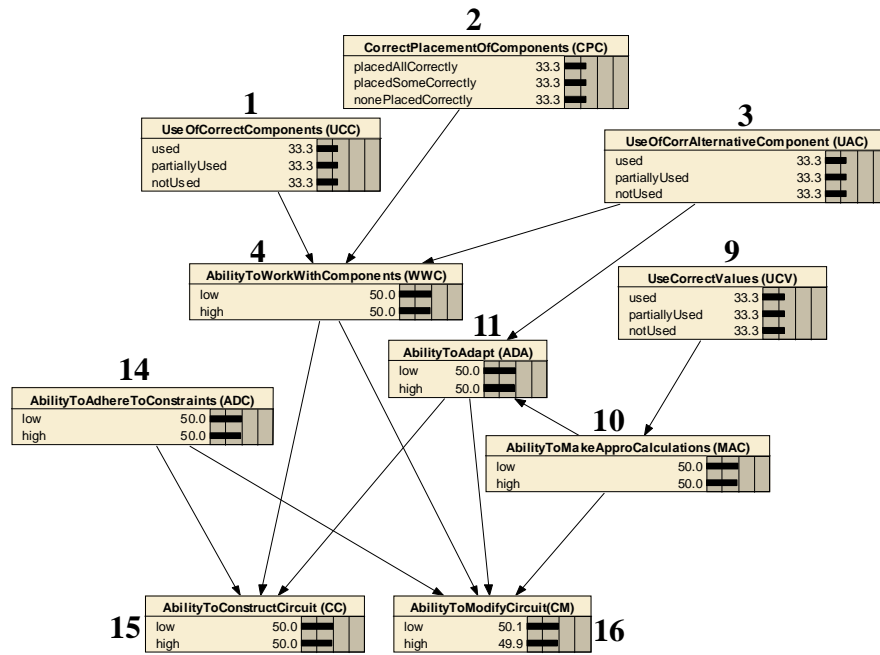 2
CorrectPlacementOfComponents (CPC)
placedAllCorrectly 33.3
placedSomeCorrectly 33.3
nonePlacedCorrectly 33.3
1
UseOfCorrectComponents (UCC)
used 33.3
partiallyUsed 33.3
notUsed 33.3
3
UseOfCorrAlternativeComponent (UAC)
used 33.3
partiallyUsed 33.3
notUsed 33.3
4
AbilityToWorkWithComponents (WWC)
low 50.0
high 50.0
9
UseCorrectValues (UCV)
used 33.3
partiallyUsed 33.3
notUsed 33.3
11
AbilityToAdapt (ADA)
low 50.0
high 50.0
14
AbilityToAdhereToConstraints (ADC)
low 50.0
high 50.0
10
AbilityToMakeApproCalculations (MAC)
low 50.0
high 50.0
15
AbilityToConstructCircuit (CC)
low 50.0
high 50.0
AbilityToModifyCircuit(CM)
low 50.1
high 49.9
16